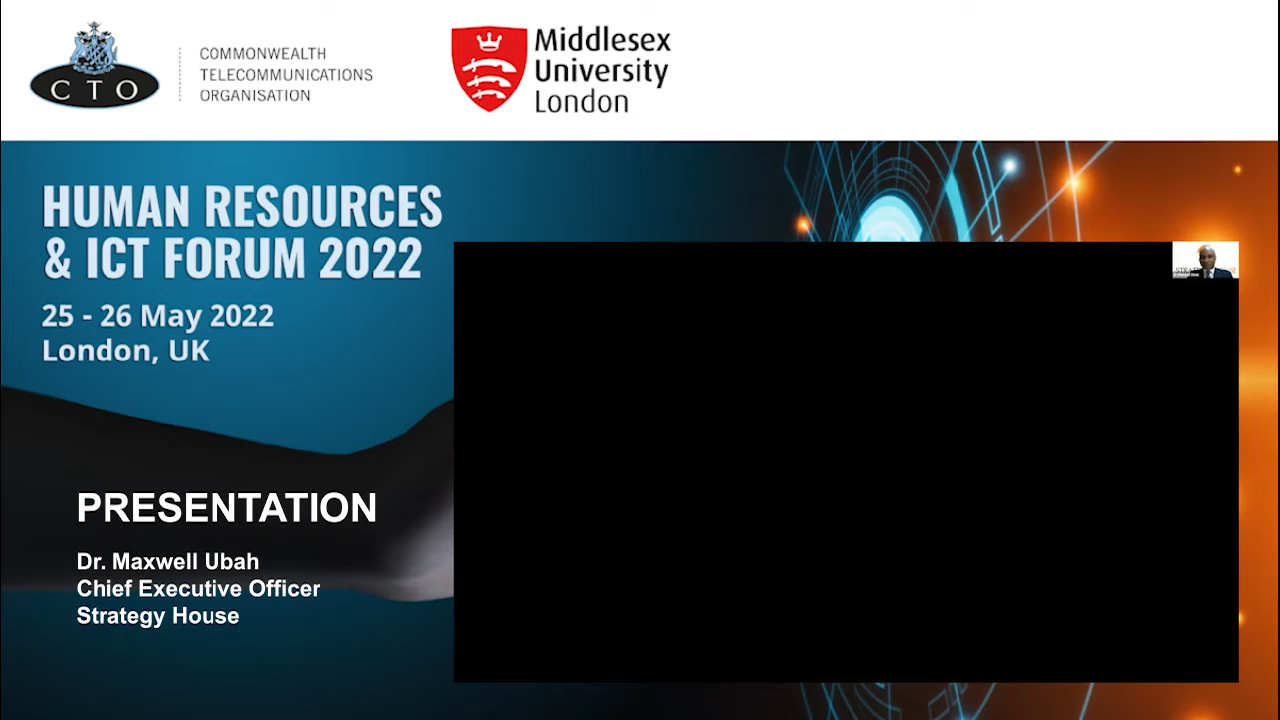 CTO
COMMONWEALTH
TELECOMMUNICATIONS
ORGANISATION
Middlesex
University
London
HUMAN RESOURCES
& ICT FORUM 2022
25 - 26 May 2022
London, UK
PRESENTATION
Dr. Maxwell Ubah
Chief Executive Officer
Strategy House